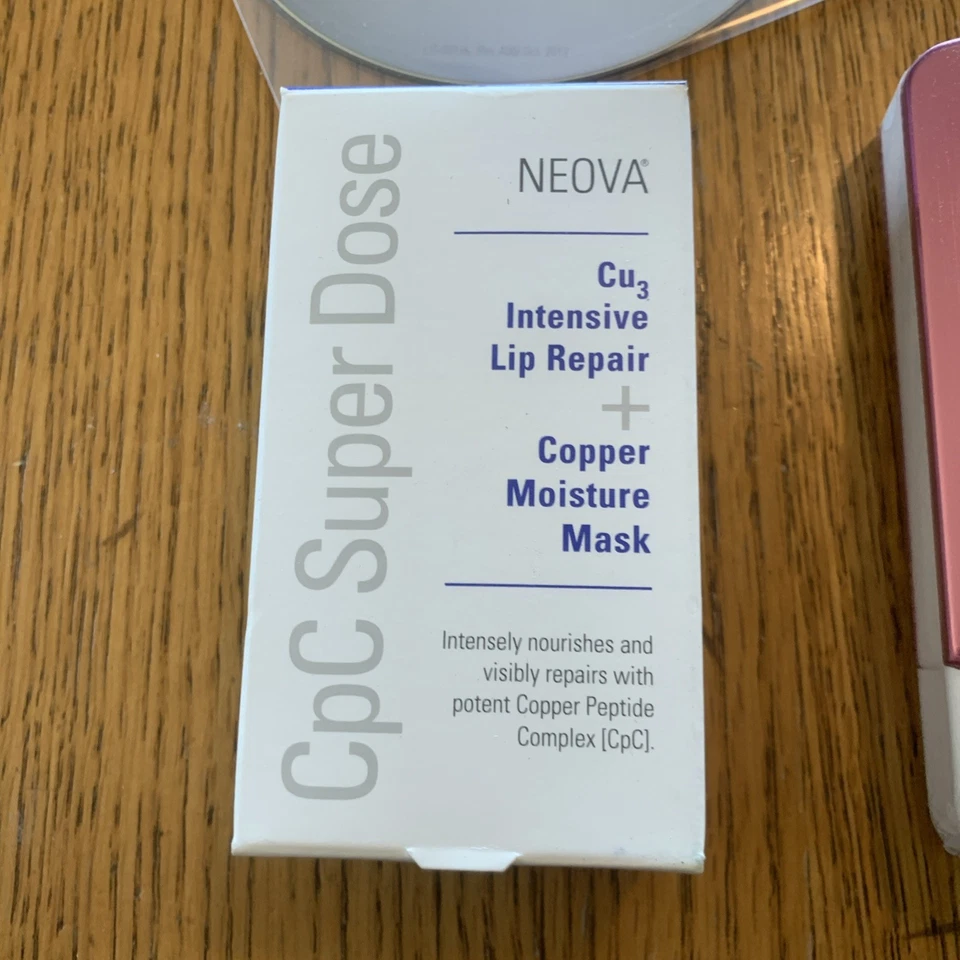 CpC Super Dose
NEOVA®
Cu₃
Intensive
Lip Repair
+
Copper
Moisture
Mask
Intensely nourishes and
visibly repairs with
potent Copper Peptide
Complex [CpC].